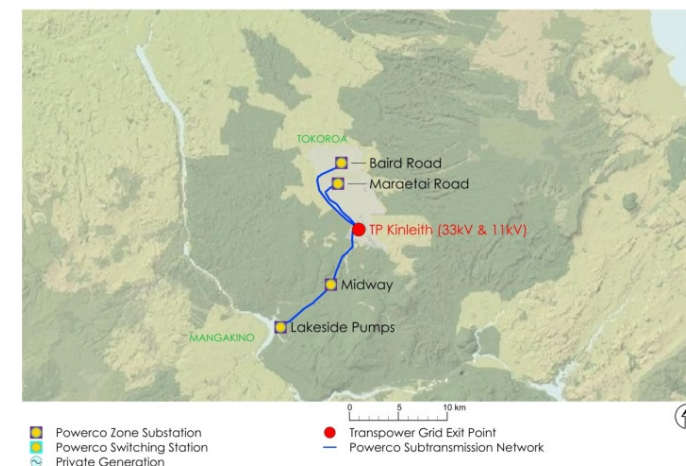 TOKOROA
Baird Road
Maraetai Road
TP Kinleith (33kV & 11kV)
Midway
Lakeside Pumps
MANGAKINO
0 5 10 km
Powerco Zone Substation
Powerco Switching Station
Private Generation
Transpower Grid Exit Point
Powerco Subtransmission Network